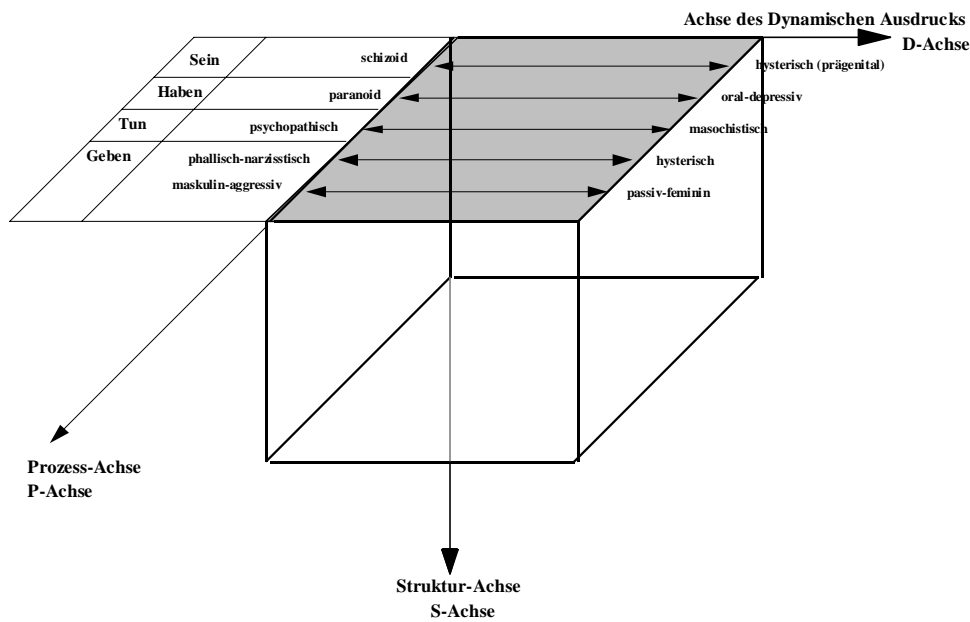 Achse des Dynamischen Ausdrucks
D-Achse
Sein
schizoid
hysterisch (prägenital)
Haben
paranoid
oral-depressiv
Tun
psychopathisch
masochistisch
Geben
phallisch-narzisstisch
hysterisch
maskulin-aggressiv
passiv-feminin
Prozess-Achse
P-Achse
Struktur-Achse
S-Achse